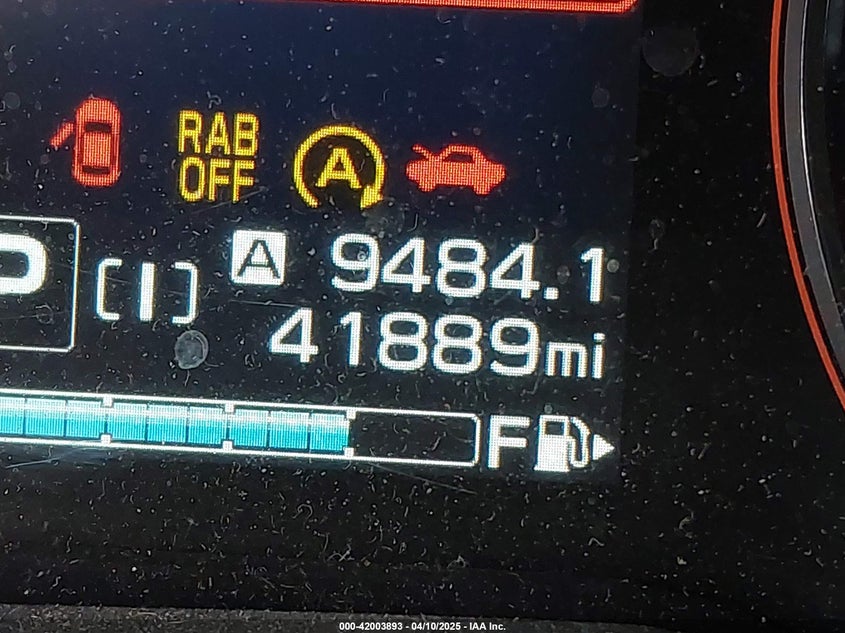 RAB
OFF
A
P
[I]
A 9484.1
41889mi
F
000-42003893 - 04/10/2025 - IAA Inc.